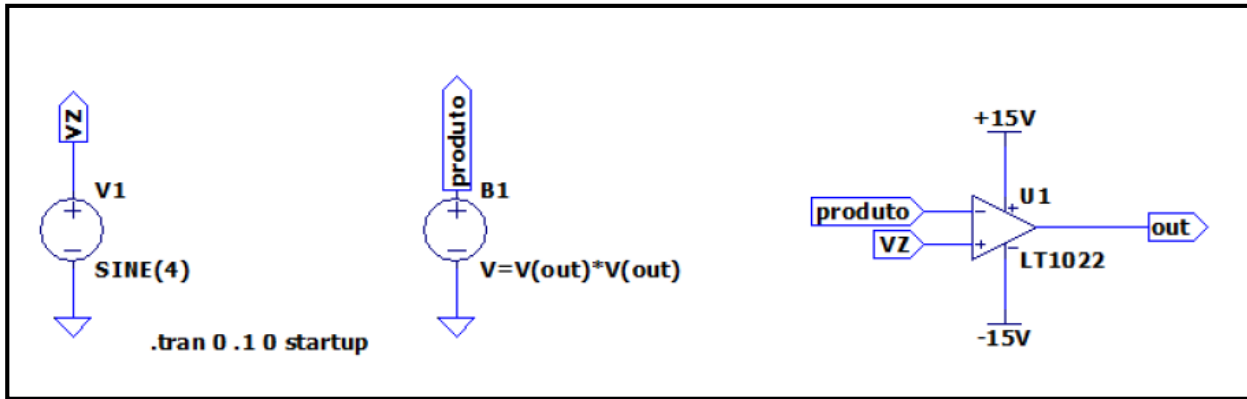 VZ
V1
SINE(4)
.tran 0 .1 0 startup
produto
B1
V=V(out)*V(out)
+15V
U1
produto
VZ
out
LT1022
-15V